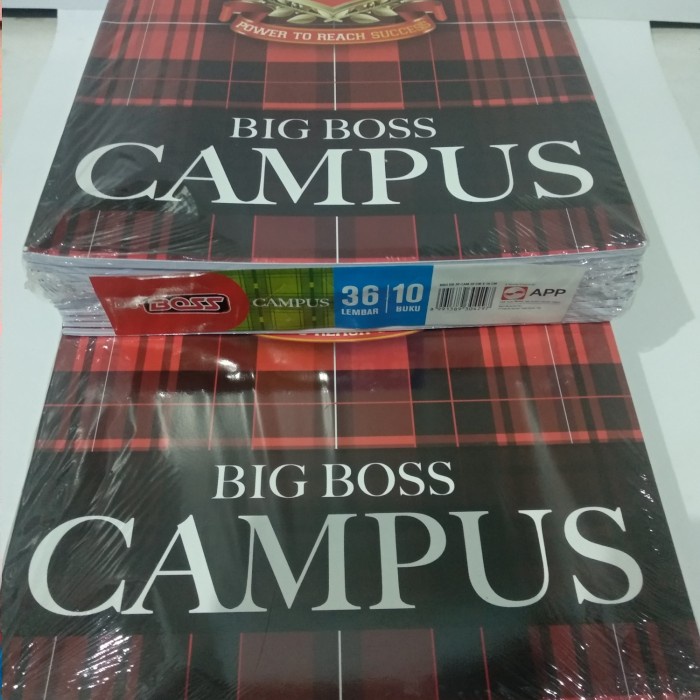 POWER TO REACH SUCCESS
BIG BOSS
CAMPUS
BOSS
CAMPUS
36
LEMBAR
10
BUKU
APP
BIG BOSS
CAMPUS